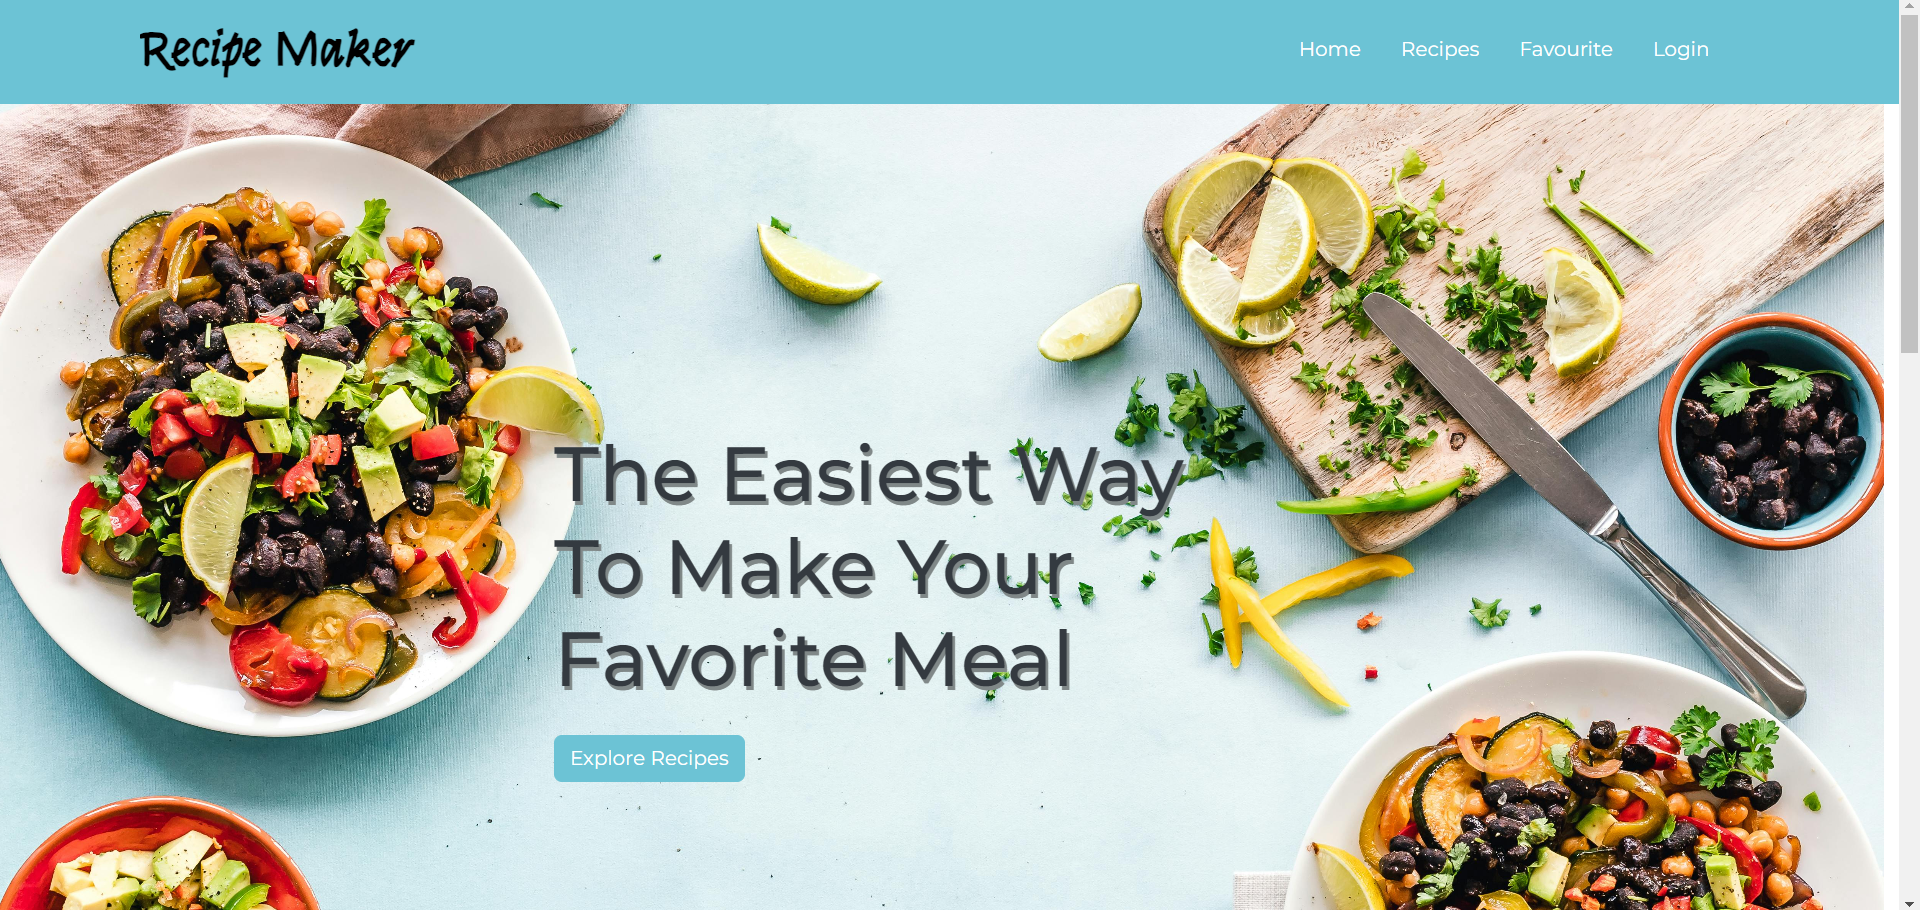 Recipe Maker
Home Recipes Favourite Login
The Easiest Way
To Make Your
Favorite Meal
Explore Recipes